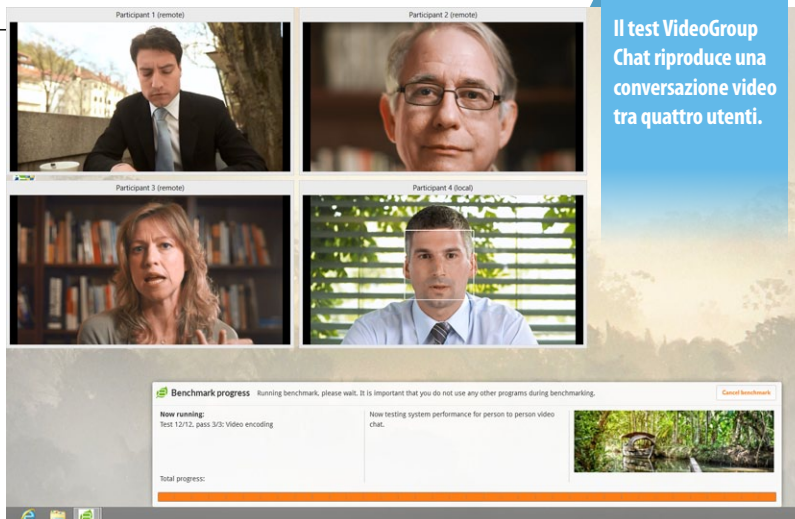 Participant 1 (remote)
Participant 2 (remote)
Il test VideoGroup
Chat riproduce una
conversazione video
tra quattro utenti.
Participant 3 (remote)
Participant 4 (local)
Benchmark progress Running benchmark, please wait. It is important that you do not use any other programs during benchmarking.
Cancel benchmark
Now running:
Test 12/12, pass 3/3: Video encoding
Now testing system performance for person to person video
chat.
Total progress: